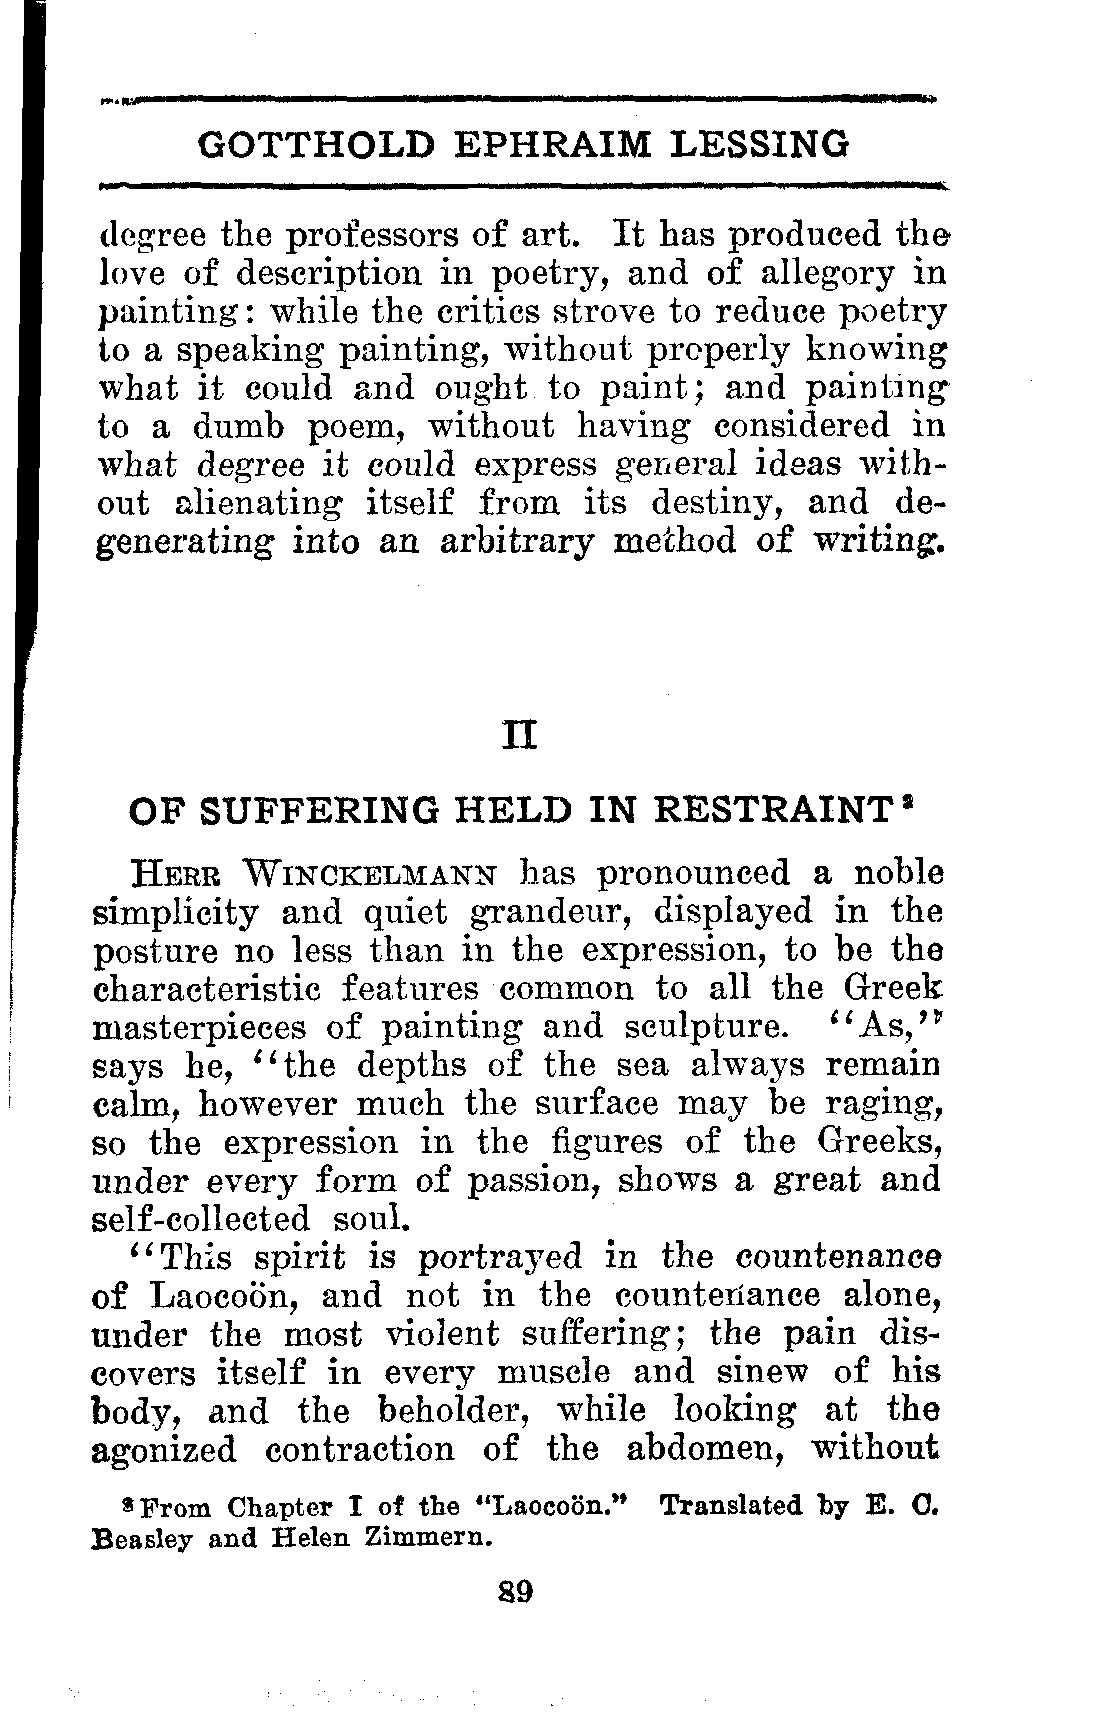 GOTTHOLD EPHRAIM LESSING
degree the professors of art. It has produced the
love of description in poetry, and of allegory in
painting: while the critics strove to reduce poetry
to a speaking painting, without properly knowing
what it could and ought to paint; and painting
to a dumb poem, without having considered in
what degree it could express general ideas with-
out alienating itself from its destiny, and de-
generating into an arbitrary method of writing.
II
OF SUFFERING HELD IN RESTRAINT²
HERR WINCKELMANN has pronounced a noble
simplicity and quiet grandeur, displayed in the
posture no less than in the expression, to be the
characteristic features common to all the Greek
masterpieces of painting and sculpture. "As,"
says he, "the depths of the sea always remain
calm, however much the surface may be raging,
so the expression in the figures of the Greeks,
under every form of passion, shows a great and
self-collected soul.
"This spirit is portrayed in the countenance
of Laocoön, and not in the countenance alone,
under the most violent suffering; the pain dis-
covers itself in every muscle and sinew of his
body, and the beholder, while looking at the
agonized contraction of the abdomen, without
² From Chapter I of the "Laocoön." Translated by E. C.
Beasley and Helen Zimmern.
89